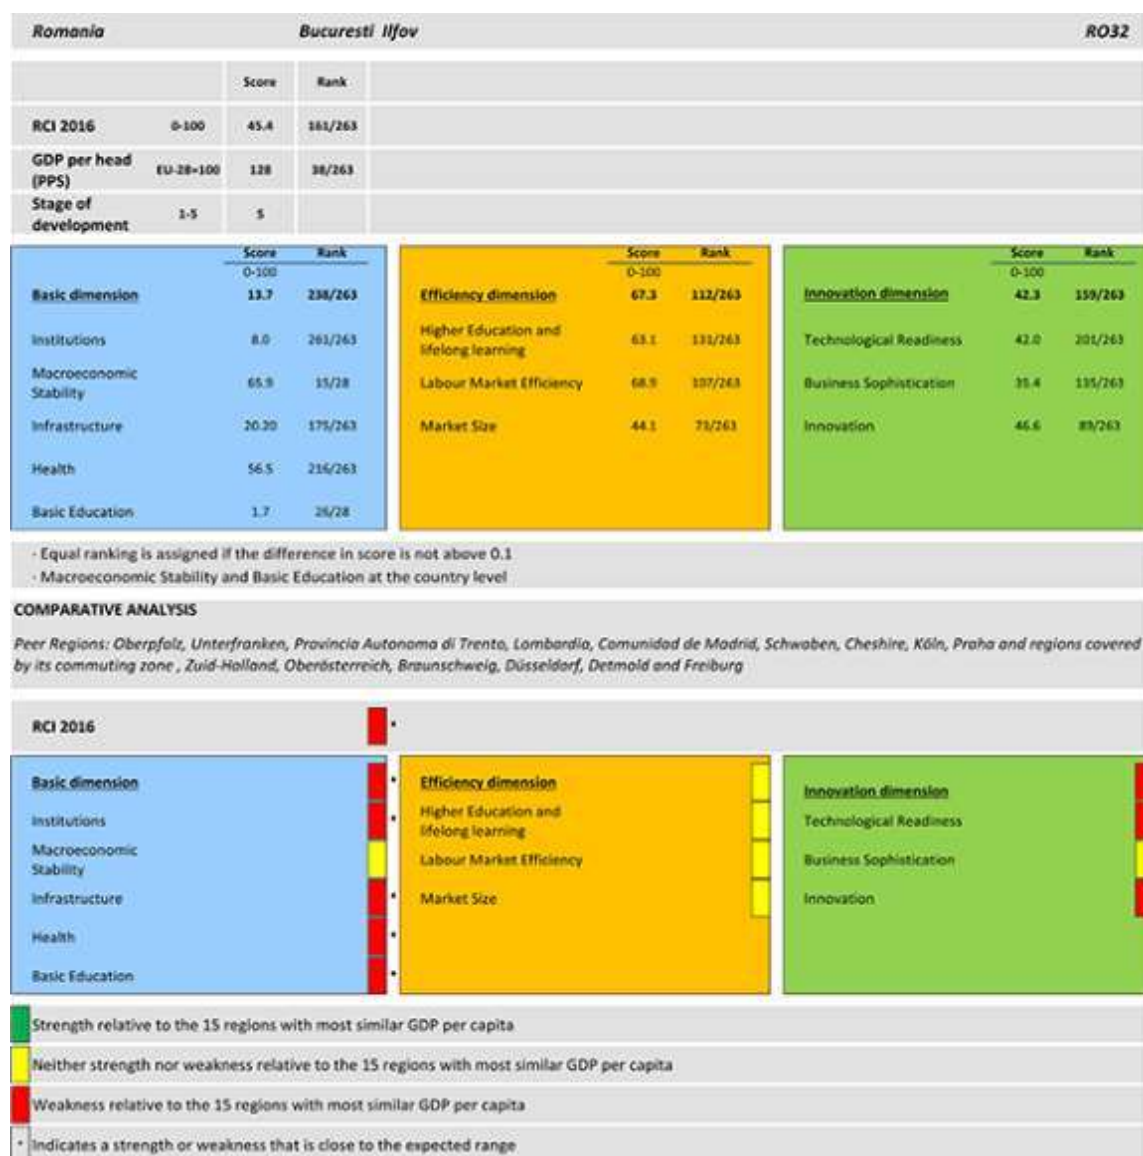 Romania Bucuresti Ilfov RO32
Score Rank
RCI 2016 0-100 45.4 161/263
GDP per head (PPS) EU-28=100 128 38/263
Stage of development 1-5 5
Score Rank
0-100
Basic dimension 13.7 238/263
Institutions 8.0 261/263
Macroeconomic Stability 65.9 15/28
Infrastructure 20.20 175/263
Health 56.5 216/263
Basic Education 1.7 26/28
Score Rank
0-100
Efficiency dimension 67.3 112/263
Higher Education and lifelong learning 63.1 131/263
Labour Market Efficiency 68.9 107/263
Market Size 44.1 73/263
Score Rank
0-100
Innovation dimension 42.3 159/263
Technological Readiness 42.0 201/263
Business Sophistication 35.4 135/263
Innovation 46.6 89/263
- Equal ranking is assigned if the difference in score is not above 0.1
- Macroeconomic Stability and Basic Education at the country level
COMPARATIVE ANALYSIS
Peer Regions: Oberpfalz, Unterfranken, Provincia Autonoma di Trento, Lombardia, Comunidad de Madrid, Schwaben, Cheshire, Köln, Praha and regions covered
by its commuting zone , Zuid-Holland, Oberösterreich, Braunschweig, Düsseldorf, Detmold and Freiburg
RCI 2016 *
Basic dimension *
Institutions *
Macroeconomic
Stability
Infrastructure *
Health *
Basic Education *
Efficiency dimension
Higher Education and
lifelong learning
Labour Market Efficiency
Market Size
Innovation dimension
Technological Readiness
Business Sophistication
Innovation
Strength relative to the 15 regions with most similar GDP per capita
Neither strength nor weakness relative to the 15 regions with most similar GDP per capita
Weakness relative to the 15 regions with most similar GDP per capita
* Indicates a strength or weakness that is close to the expected range